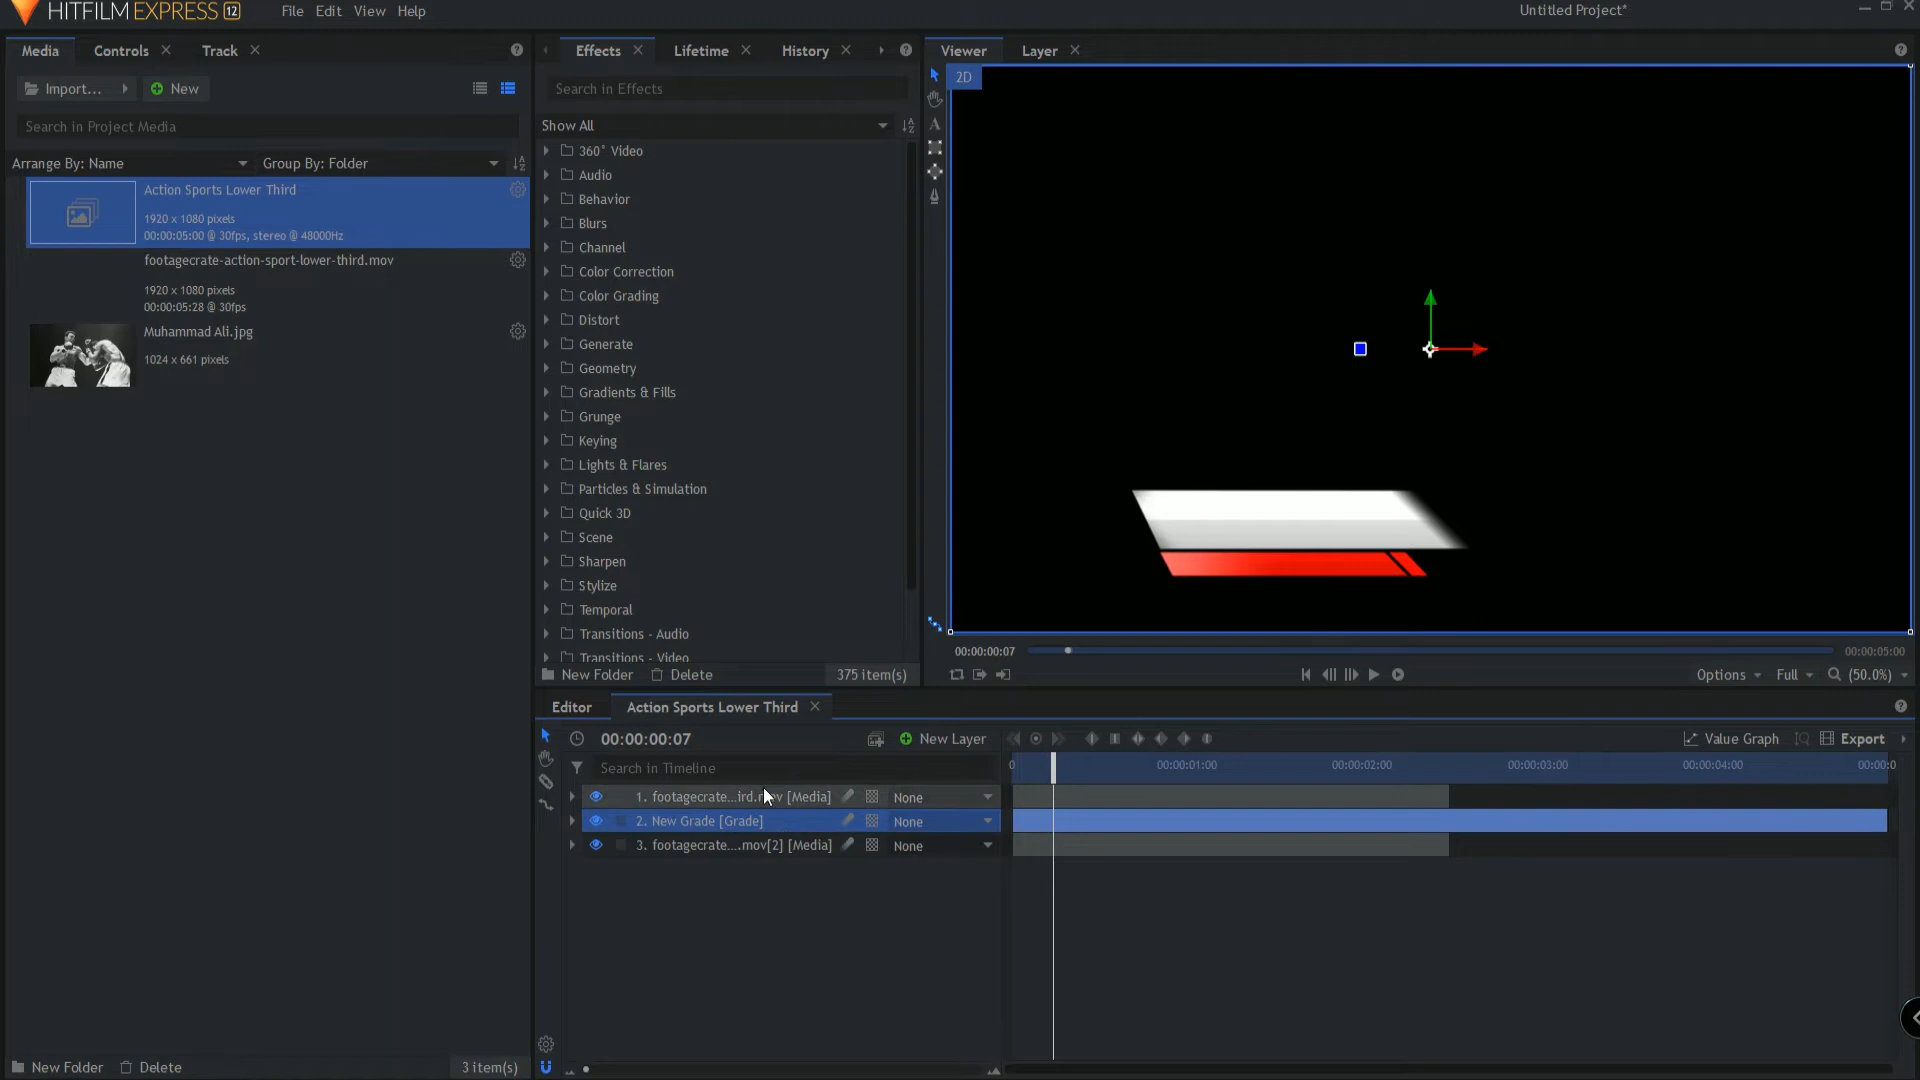 HITFILM EXPRESS 12
File Edit View Help
Untitled Project*
Media Controls Track
Import... New
Search in Project Media
Arrange By: Name Group By: Folder
Action Sports Lower Third
1920 x 1080 pixels
00:00:05:00 @ 30fps, stereo @ 48000Hz
footagecrate-action-sport-lower-third.mov
1920 x 1080 pixels
00:00:05:28 @ 30fps
Muhammad Ali.jpg
1024 x 661 pixels
New Folder Delete 3 item(s)
Effects Lifetime History
Search in Effects
Show All
360° Video
Audio
Behavior
Blurs
Channel
Color Correction
Color Grading
Distort
Generate
Geometry
Gradients & Fills
Grunge
Keying
Lights & Flares
Particles & Simulation
Quick 3D
Scene
Sharpen
Stylize
Temporal
Transitions - Audio
Transitions - Video
New Folder Delete 375 item(s)
Viewer Layer
2D
00:00:00:07 00:00:05:00
Options Full (50.0%)
Editor Action Sports Lower Third
00:00:00:07 New Layer Value Graph Export
Search in Timeline
0 00:00:01:00 00:00:02:00 00:00:03:00 00:00:04:00 00:00:0
1. footagecrate...ird.mov [Media] None
2. New Grade [Grade] None
3. footagecrate....mov[2] [Media] None